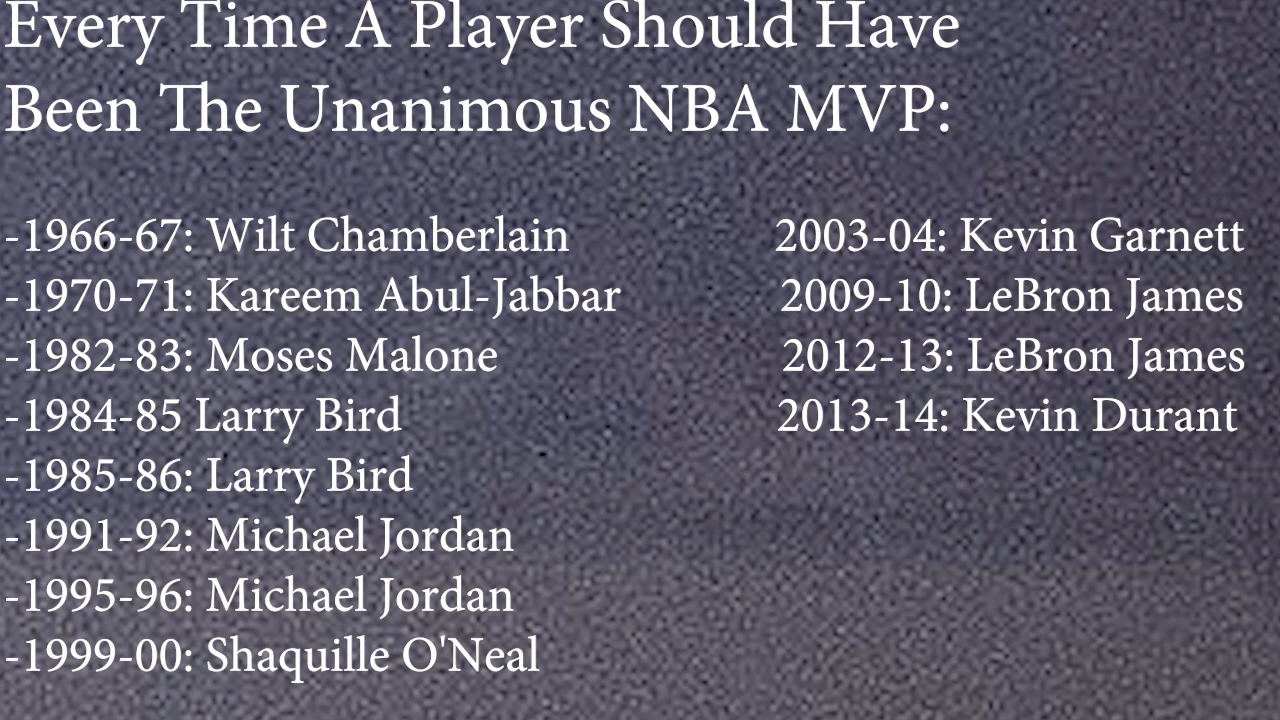 Every Time A Player Should Have
Been The Unanimous NBA MVP:
-1966-67: Wilt Chamberlain
-1970-71: Kareem Abul-Jabbar
-1982-83: Moses Malone
-1984-85 Larry Bird
-1985-86: Larry Bird
-1991-92: Michael Jordan
-1995-96: Michael Jordan
-1999-00: Shaquille O'Neal
2003-04: Kevin Garnett
2009-10: LeBron James
2012-13: LeBron James
2013-14: Kevin Durant